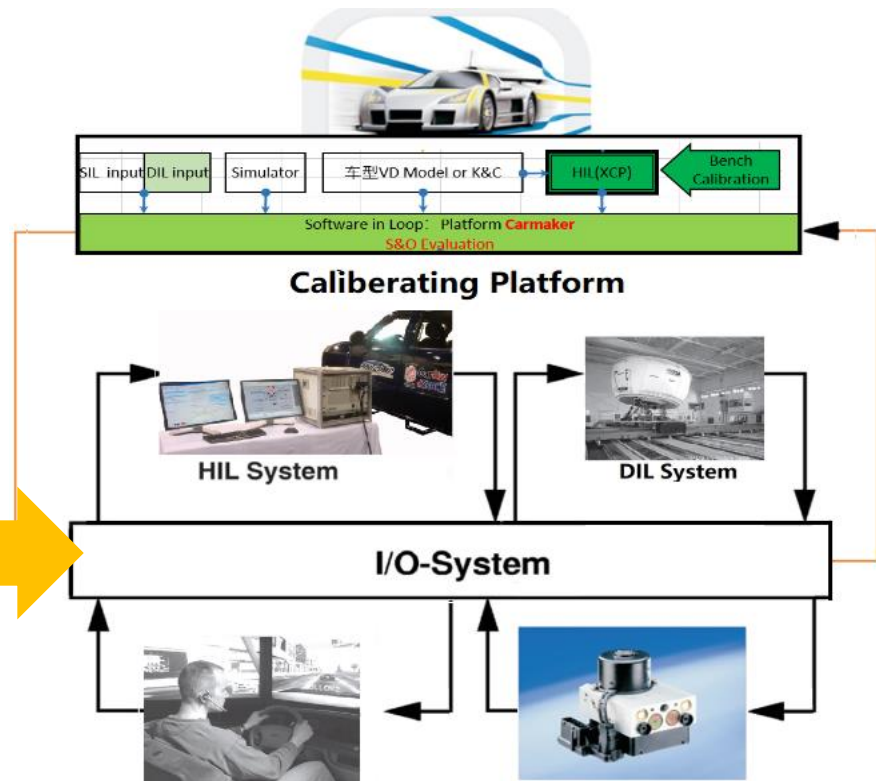 SIL input DIL input Simulator 车型VD Model or K&C HIL(XCP) Bench
Calibration
Software in Loop： Platform Carmaker
S&O Evaluation
Caliberating Platform
HIL System
DIL System
I/O-System